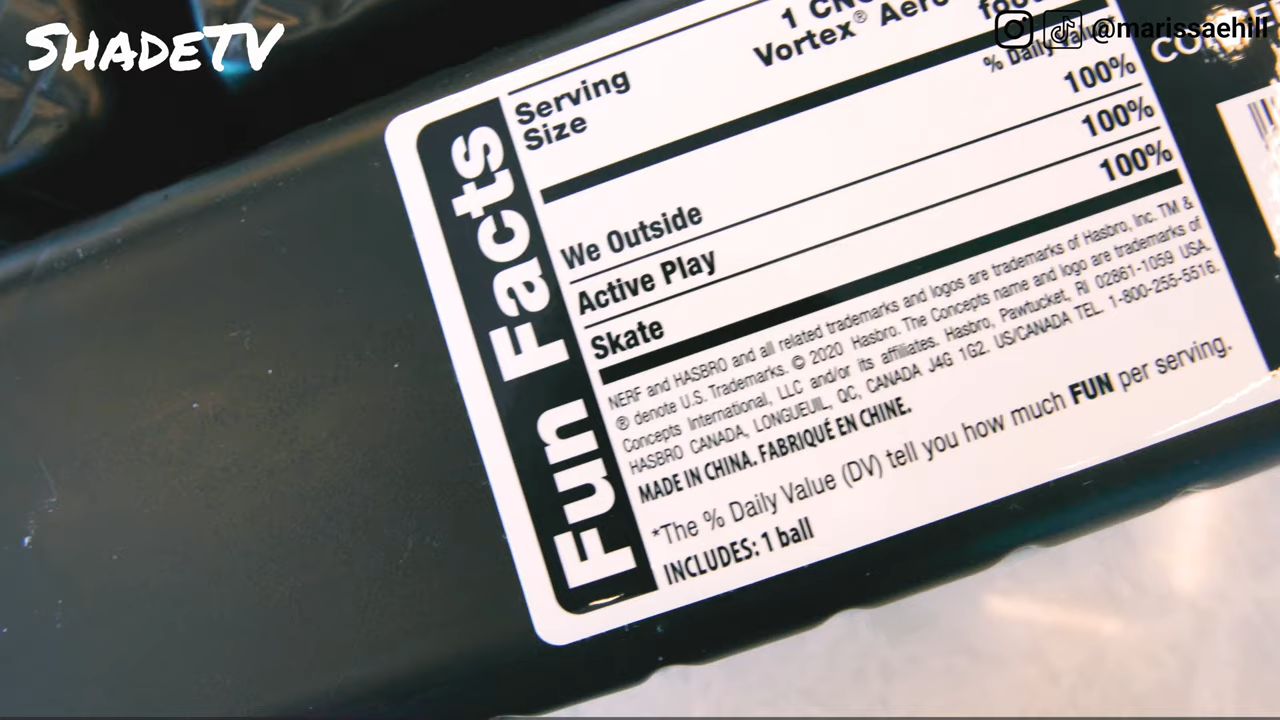 ShadeTV
@marissaehill
1 CNC
Vortex® Aero
Serving
Size
% Daily Value*
We Outside 100%
Active Play 100%
Skate 100%
NERF and HASBRO and all related trademarks and logos are trademarks of Hasbro, Inc. TM &
® denote U.S. Trademarks. © 2020 Hasbro. The Concepts name and logo are trademarks of
Concepts International, LLC and/or its affiliates. Hasbro, Pawtucket, RI 02861-1059 USA.
HASBRO CANADA, LONGUEUIL, QC, CANADA J4G 1G2. US/CANADA TEL. 1-800-255-5516.
MADE IN CHINA. FABRIQUÉ EN CHINE.
*The % Daily Value (DV) tell you how much FUN per serving.
INCLUDES: 1 ball
Fun Facts